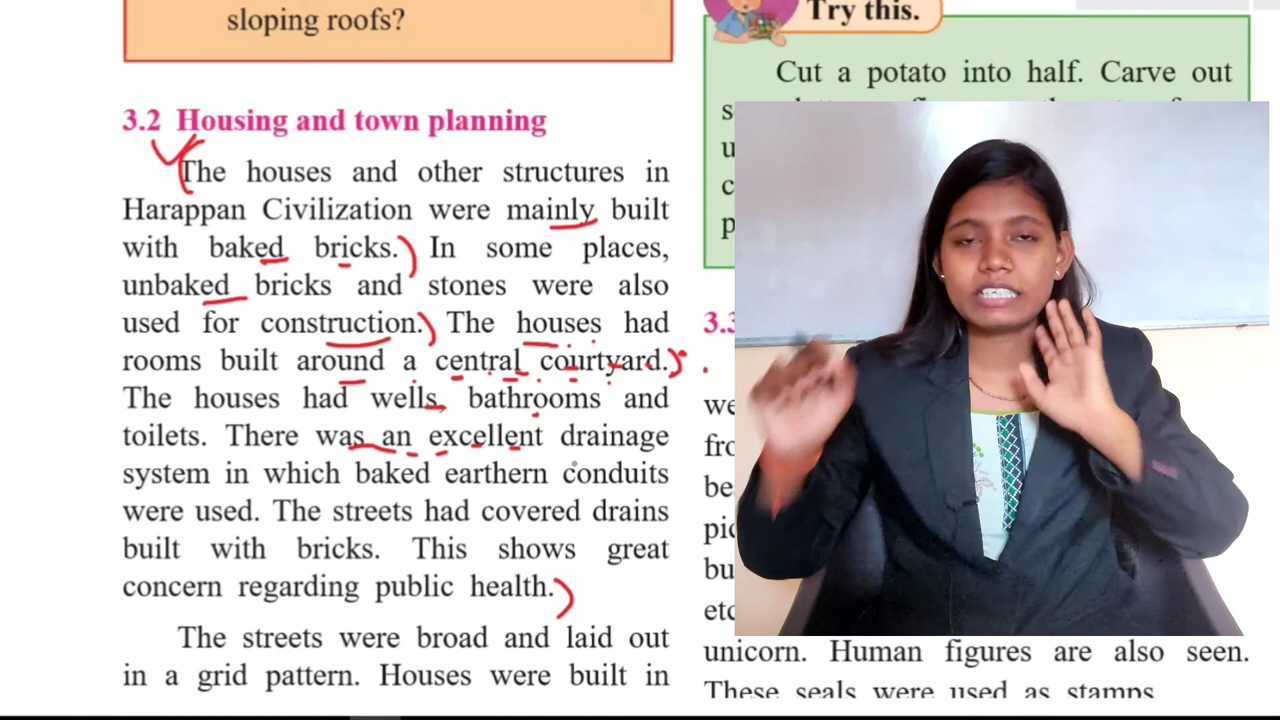 sloping roofs?
3.2 Housing and town planning
The houses and other structures in
Harappan Civilization were mainly built
with baked bricks. In some places,
unbaked bricks and stones were also
used for construction. The houses had
rooms built around a central courtyard.
The houses had wells, bathrooms and
toilets. There was an excellent drainage
system in which baked earthern conduits
were used. The streets had covered drains
built with bricks. This shows great
concern regarding public health.
The streets were broad and laid out
in a grid pattern. Houses were built in
Try this.
Cut a potato into half. Carve out
unicorn. Human figures are also seen.
These seals were used as stamps